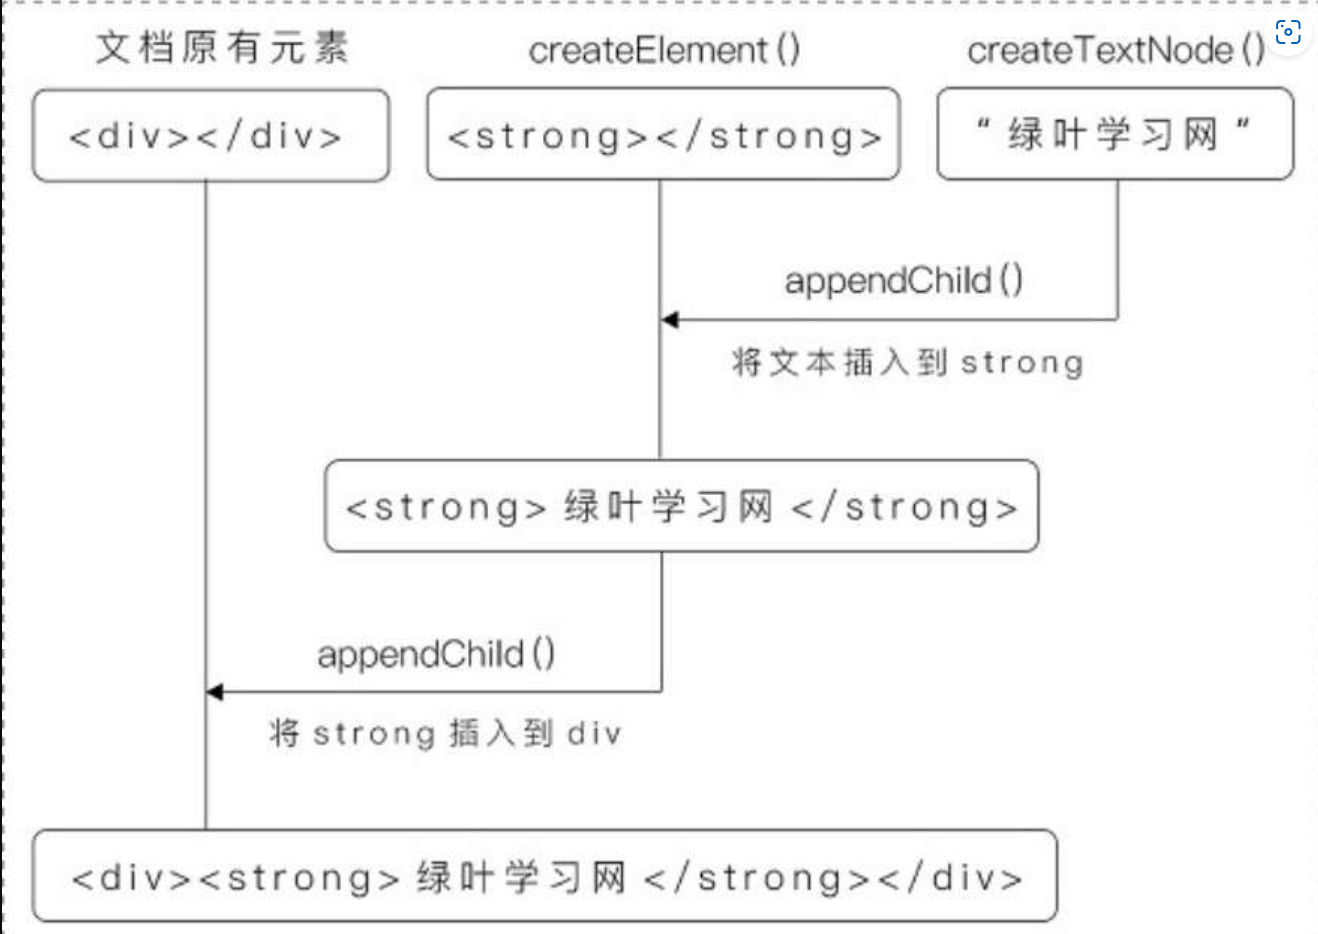 文档原有元素
createElement()
createTextNode()
<div></div>
<strong></strong>
“绿叶学习网”
appendChild()
将文本插入到 strong
<strong> 绿叶学习网 </strong>
appendChild()
将 strong 插入到 div
<div><strong> 绿叶学习网 </strong></div>